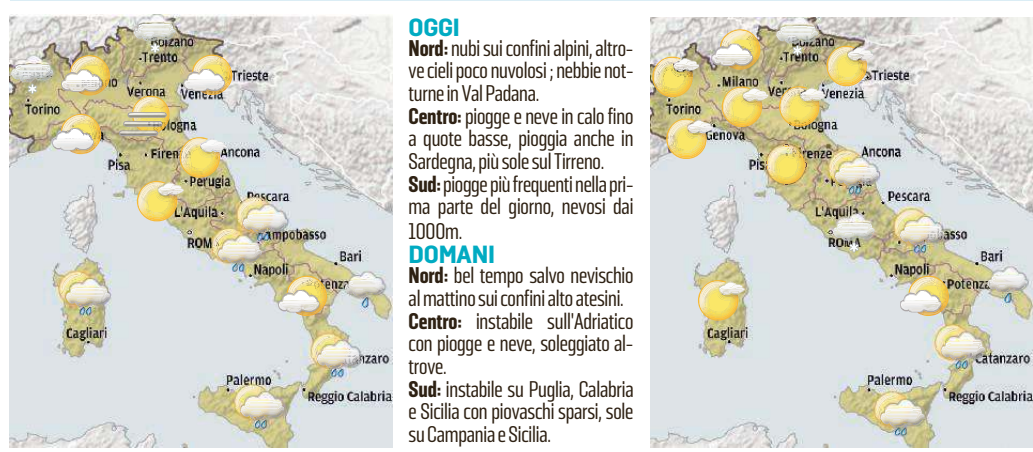 Bolzano
Trento
Trieste
Verona
Venezia
Torino
Bologna
Firenze
Pisa
Ancona
Perugia
Pescara
L'Aquila
ROMA
Campobasso
Bari
Napoli
Potenza
Cagliari
Catanzaro
Palermo
Reggio Calabria
OGGI
Nord: nubi sui confini alpini, altro-
ve cieli poco nuvolosi ; nebbie not-
turne in Val Padana.
Centro: piogge e neve in calo fino
a quote basse, pioggia anche in
Sardegna, più sole sul Tirreno.
Sud: piogge più frequenti nella pri-
ma parte del giorno, nevosi dai
1000m.
DOMANI
Nord: bel tempo salvo nevischio
al mattino sui confini alto atesini.
Centro: instabile sull'Adriatico
con piogge e neve, soleggiato al-
trove.
Sud: instabile su Puglia, Calabria
e Sicilia con piovaschi sparsi, sole
su Campania e Sicilia.
Bolzano
Trento
Milano
Trieste
Venezia
Torino
Bologna
Genova
Firenze
Pisa
Ancona
Pescara
L'Aquila
ROMA
Bari
Napoli
Potenza
Cagliari
Catanzaro
Palermo
Reggio Calabria